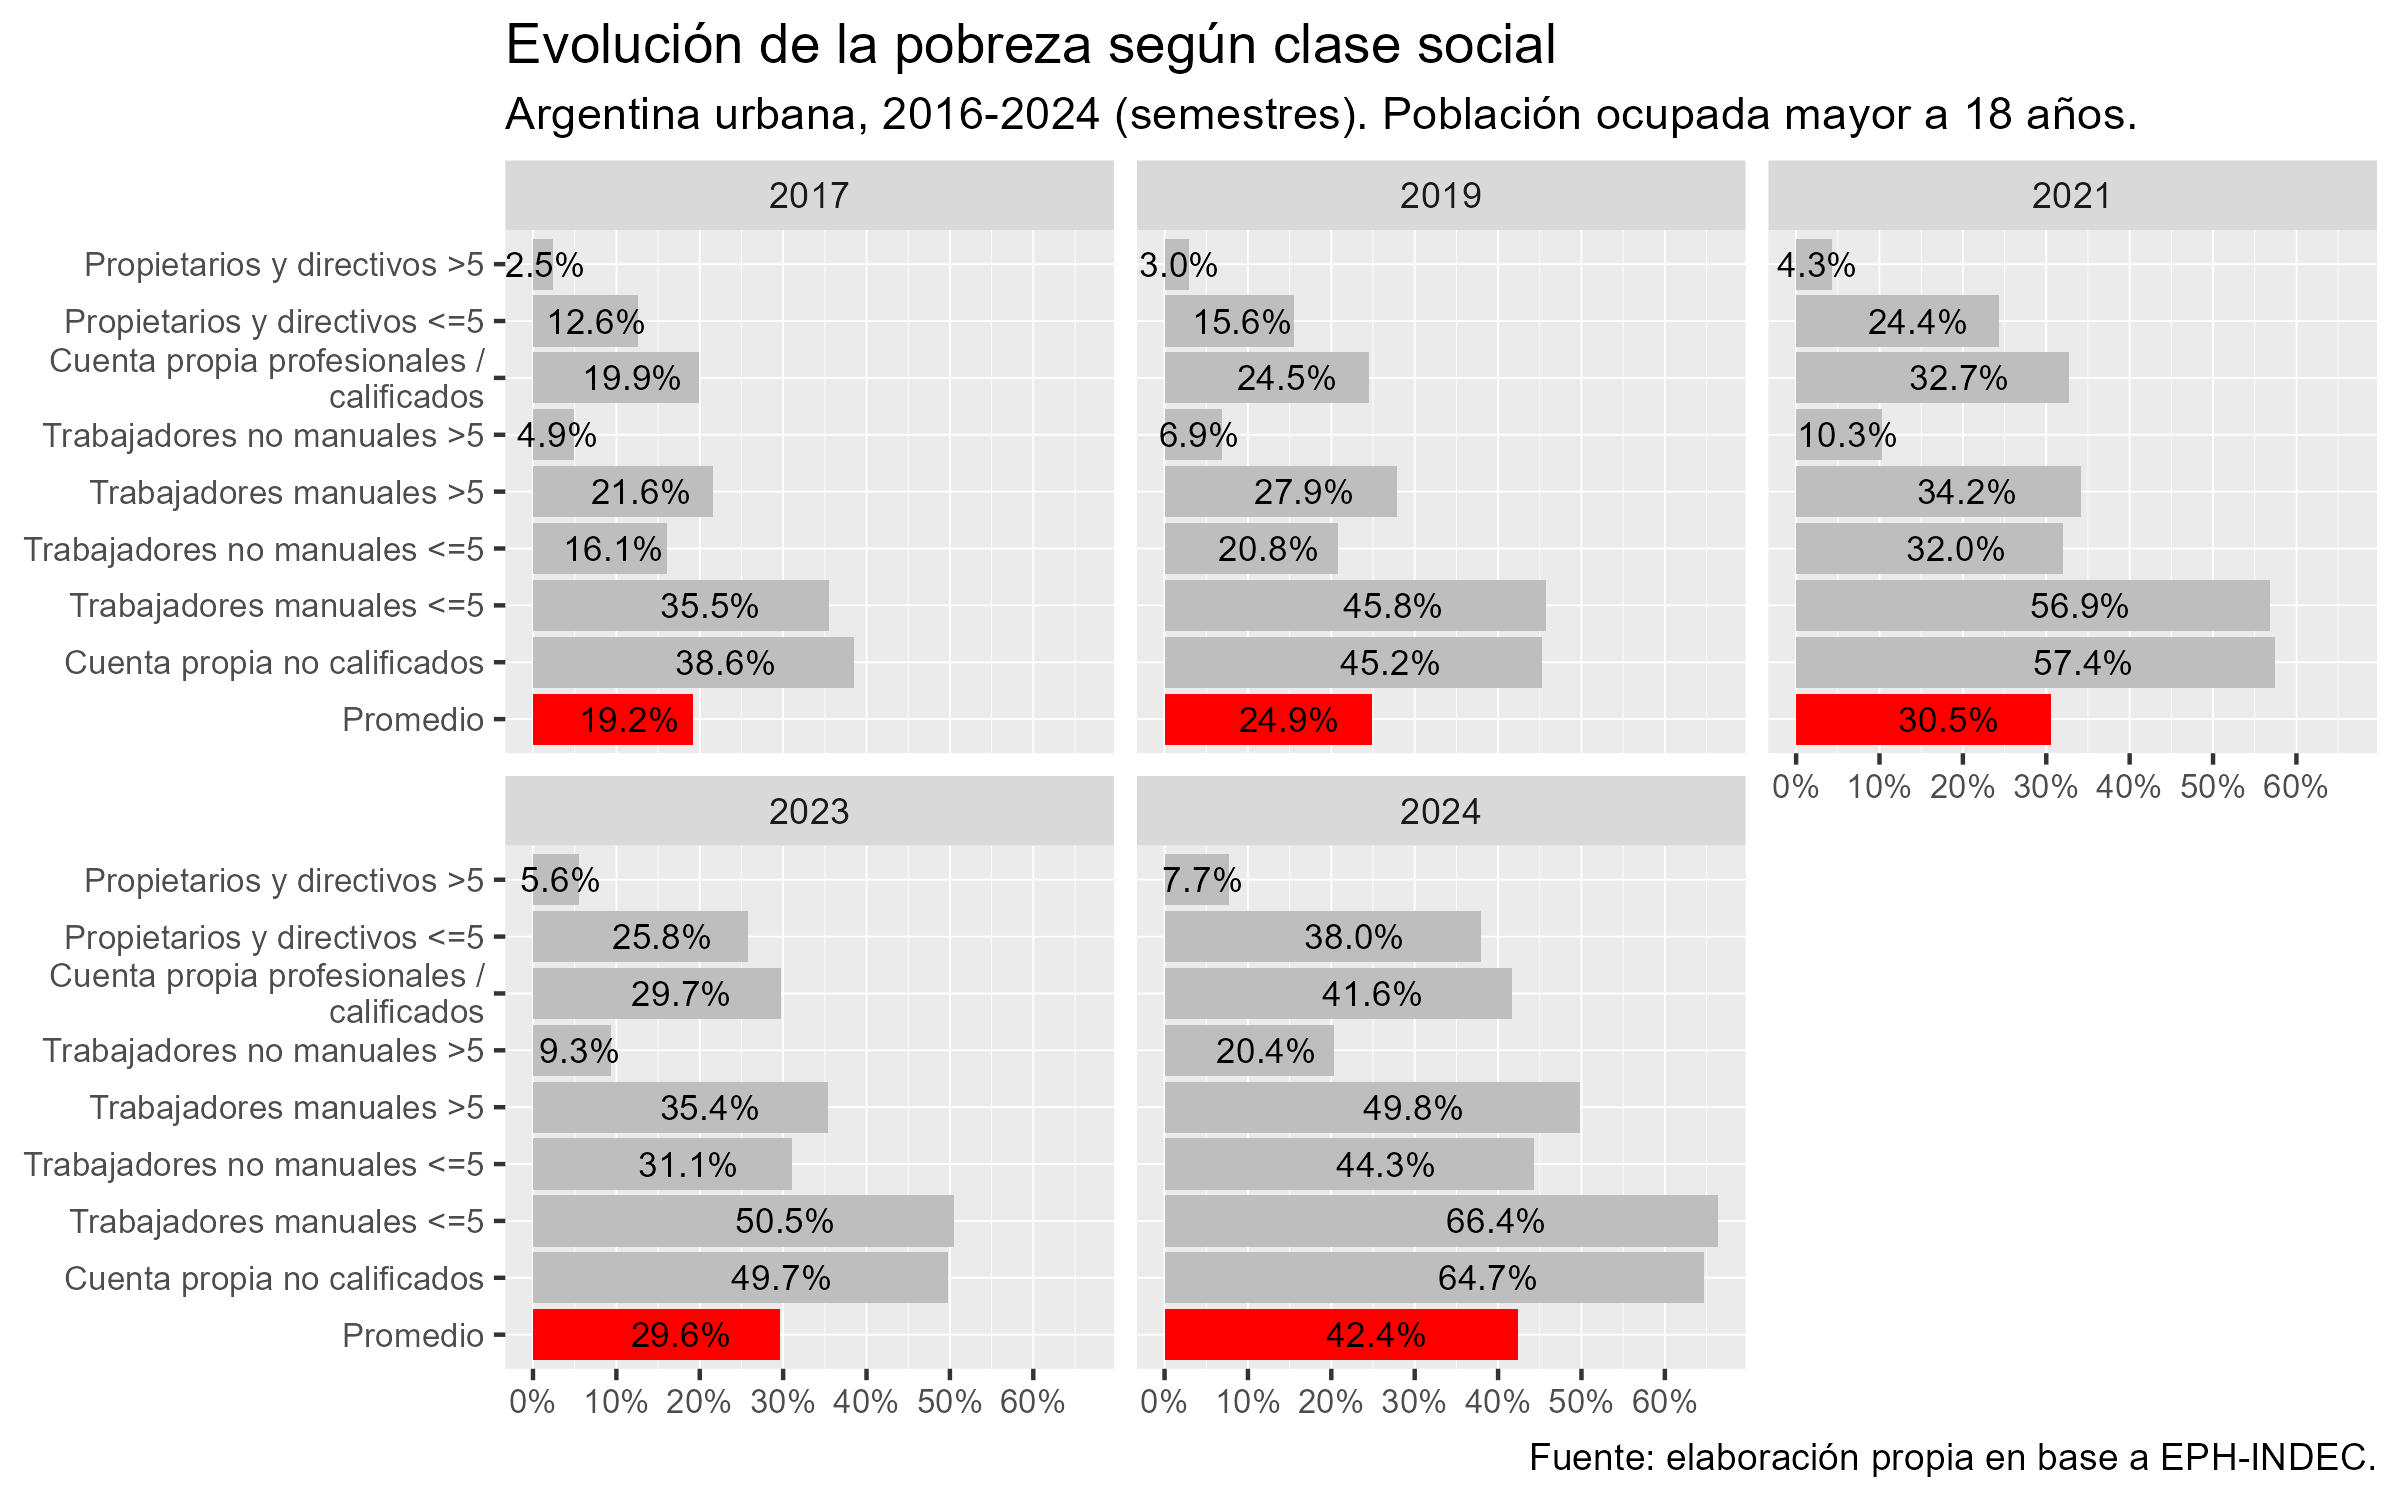 Evolución de la pobreza según clase social
Argentina urbana, 2016-2024 (semestres). Población ocupada mayor a 18 años.
2017
2019
2021
Propietarios y directivos >5
2.5%
3.0%
4.3%
Propietarios y directivos <=5
12.6%
15.6%
24.4%
Cuenta propia profesionales /
calificados
19.9%
24.5%
32.7%
Trabajadores no manuales >5
4.9%
6.9%
10.3%
Trabajadores manuales >5
21.6%
27.9%
34.2%
Trabajadores no manuales <=5
16.1%
20.8%
32.0%
Trabajadores manuales <=5
35.5%
45.8%
56.9%
Cuenta propia no calificados
38.6%
45.2%
57.4%
Promedio
19.2%
24.9%
30.5%
0% 10% 20% 30% 40% 50% 60%
2023
2024
Propietarios y directivos >5
5.6%
7.7%
Propietarios y directivos <=5
25.8%
38.0%
Cuenta propia profesionales /
calificados
29.7%
41.6%
Trabajadores no manuales >5
9.3%
20.4%
Trabajadores manuales >5
35.4%
49.8%
Trabajadores no manuales <=5
31.1%
44.3%
Trabajadores manuales <=5
50.5%
66.4%
Cuenta propia no calificados
49.7%
64.7%
Promedio
29.6%
42.4%
0% 10% 20% 30% 40% 50% 60%
0% 10% 20% 30% 40% 50% 60%
Fuente: elaboración propia en base a EPH-INDEC.